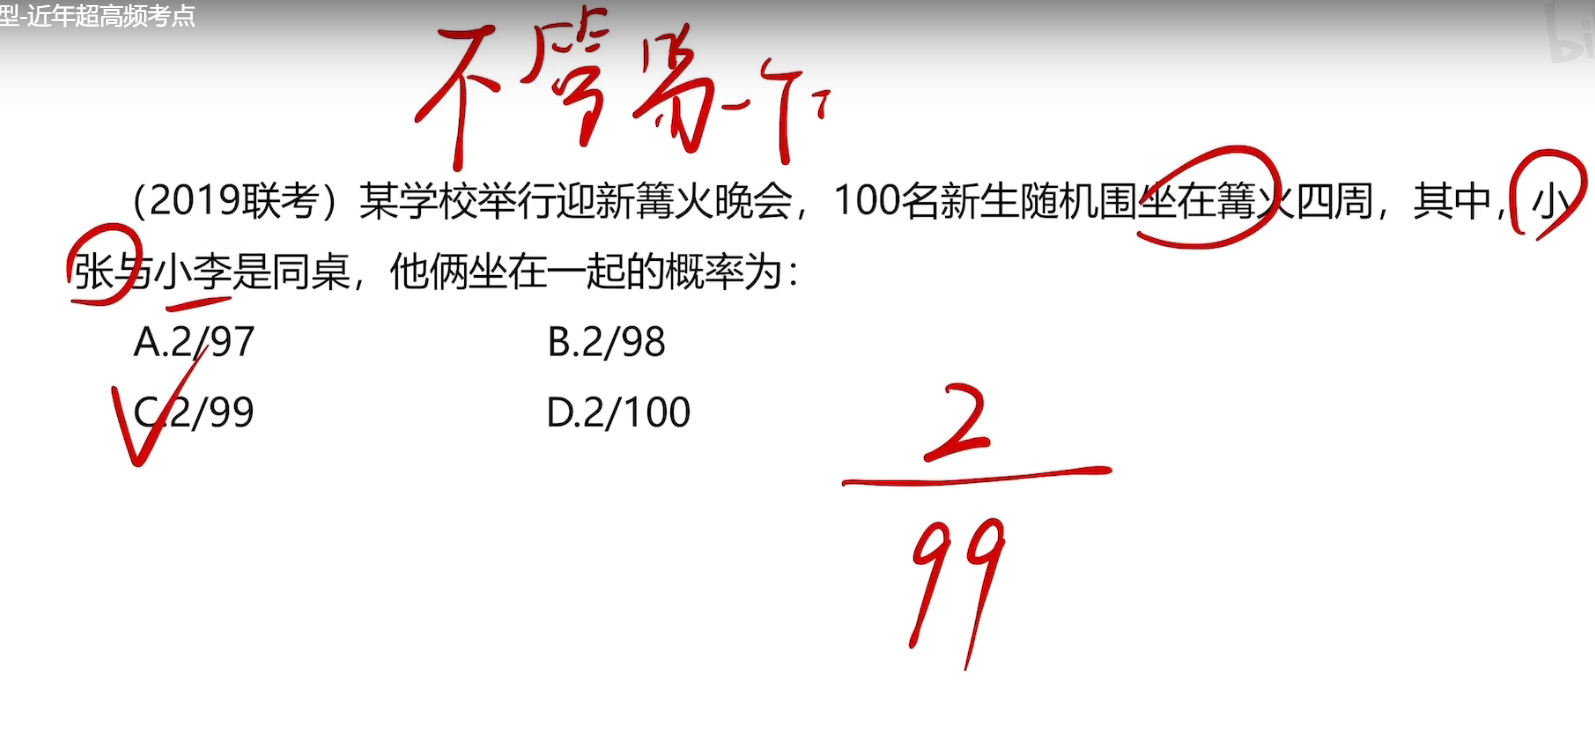 型-近年超高频考点
不管另一个
（2019联考）某学校举行迎新篝火晚会，100名新生随机围坐在篝火四周，其中，小
张与小李是同桌，他俩坐在一起的概率为：
A.2/97 B.2/98
C.2/99 D.2/100
2
99